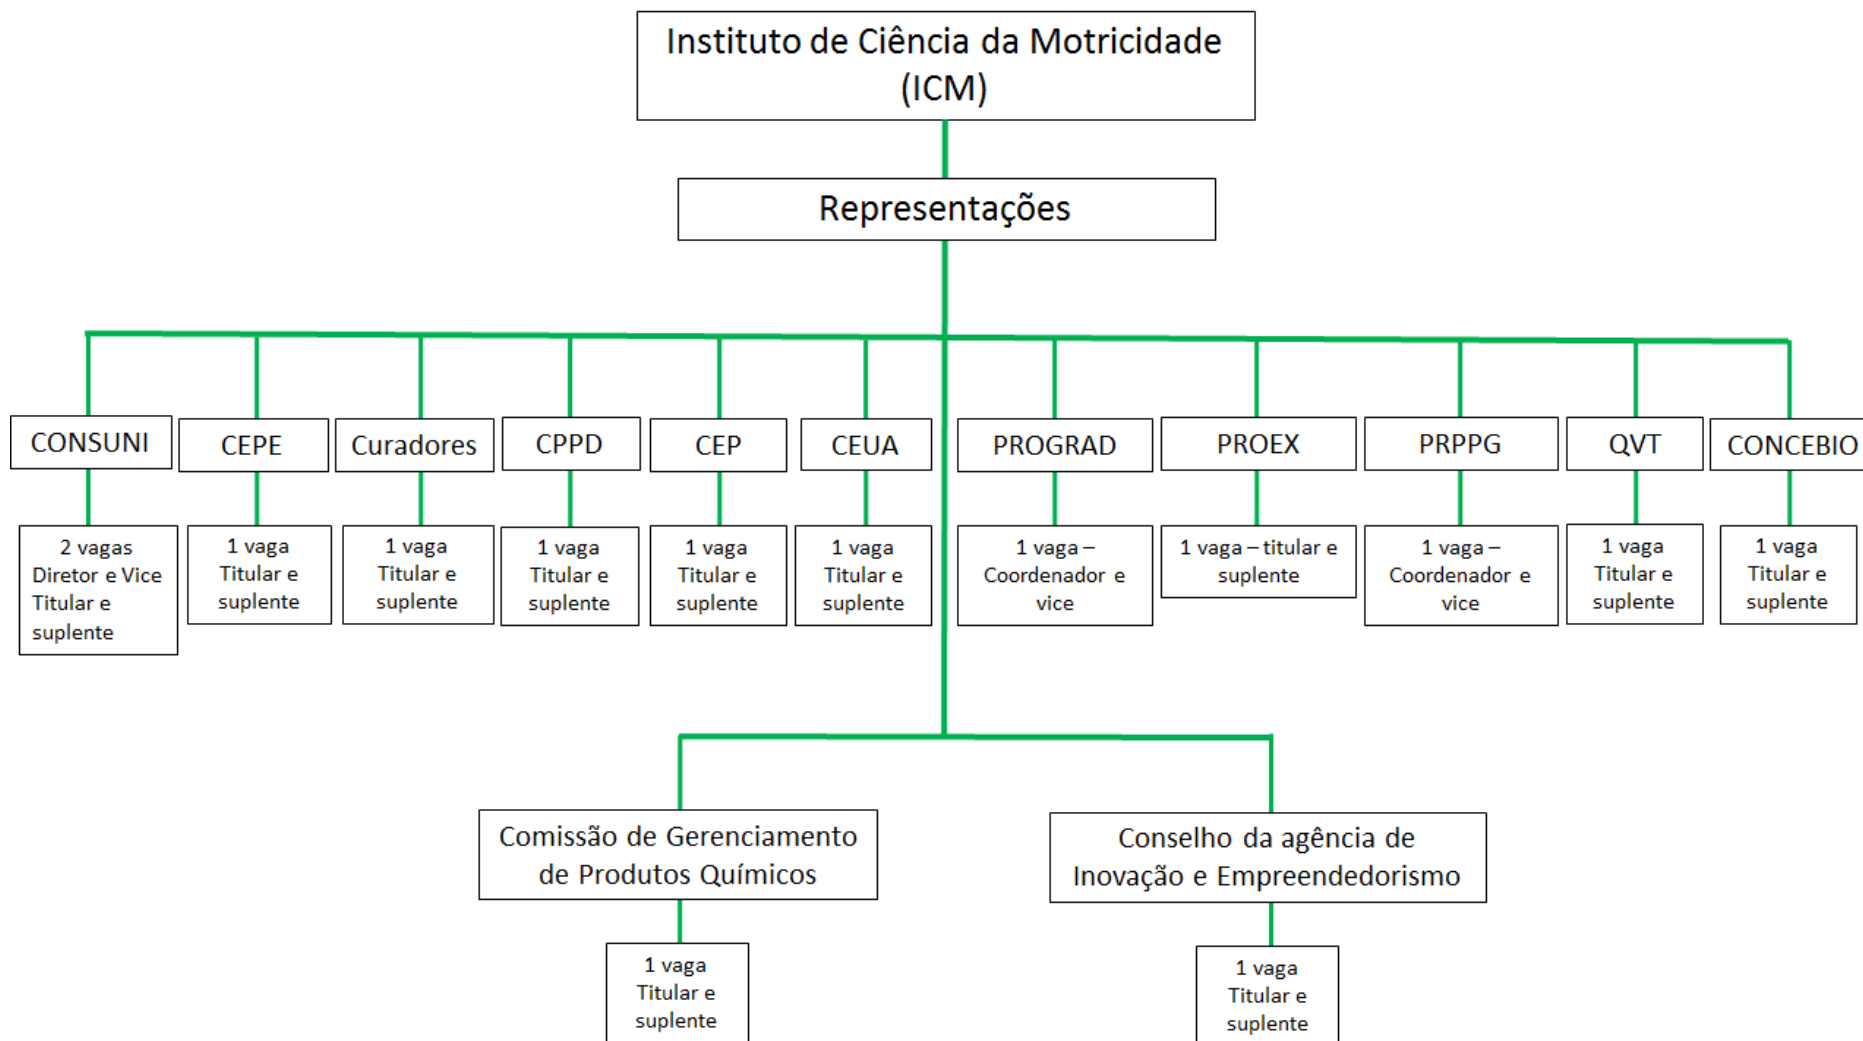 Instituto de Ciência da Motricidade
(ICM)
Representações
CONSUNI
CEPE
Curadores
CPPD
CEP
CEUA
PROGRAD
PROEX
PRPPG
QVT
CONCEBIO
2 vagas
Diretor e Vice
Titular e
suplente
1 vaga
Titular e
suplente
1 vaga
Titular e
suplente
1 vaga
Titular e
suplente
1 vaga
Titular e
suplente
1 vaga
Titular e
suplente
1 vaga –
Coordenador e
vice
1 vaga – titular e
suplente
1 vaga –
Coordenador e
vice
1 vaga
Titular e
suplente
1 vaga
Titular e
suplente
Comissão de Gerenciamento
de Produtos Químicos
Conselho da agência de
Inovação e Empreendedorismo
1 vaga
Titular e
suplente
1 vaga
Titular e
suplente